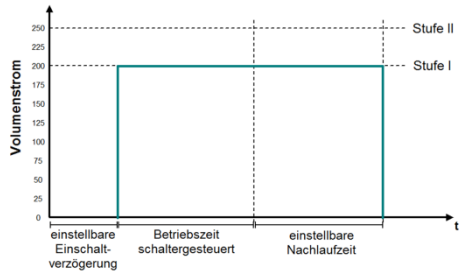 Volumenstrom
250
225
200
175
150
125
100
75
50
25
0
Stufe II
Stufe I
t
einstellbare
Einschalt-
verzögerung
Betriebszeit
schaltergesteuert
einstellbare
Nachlaufzeit